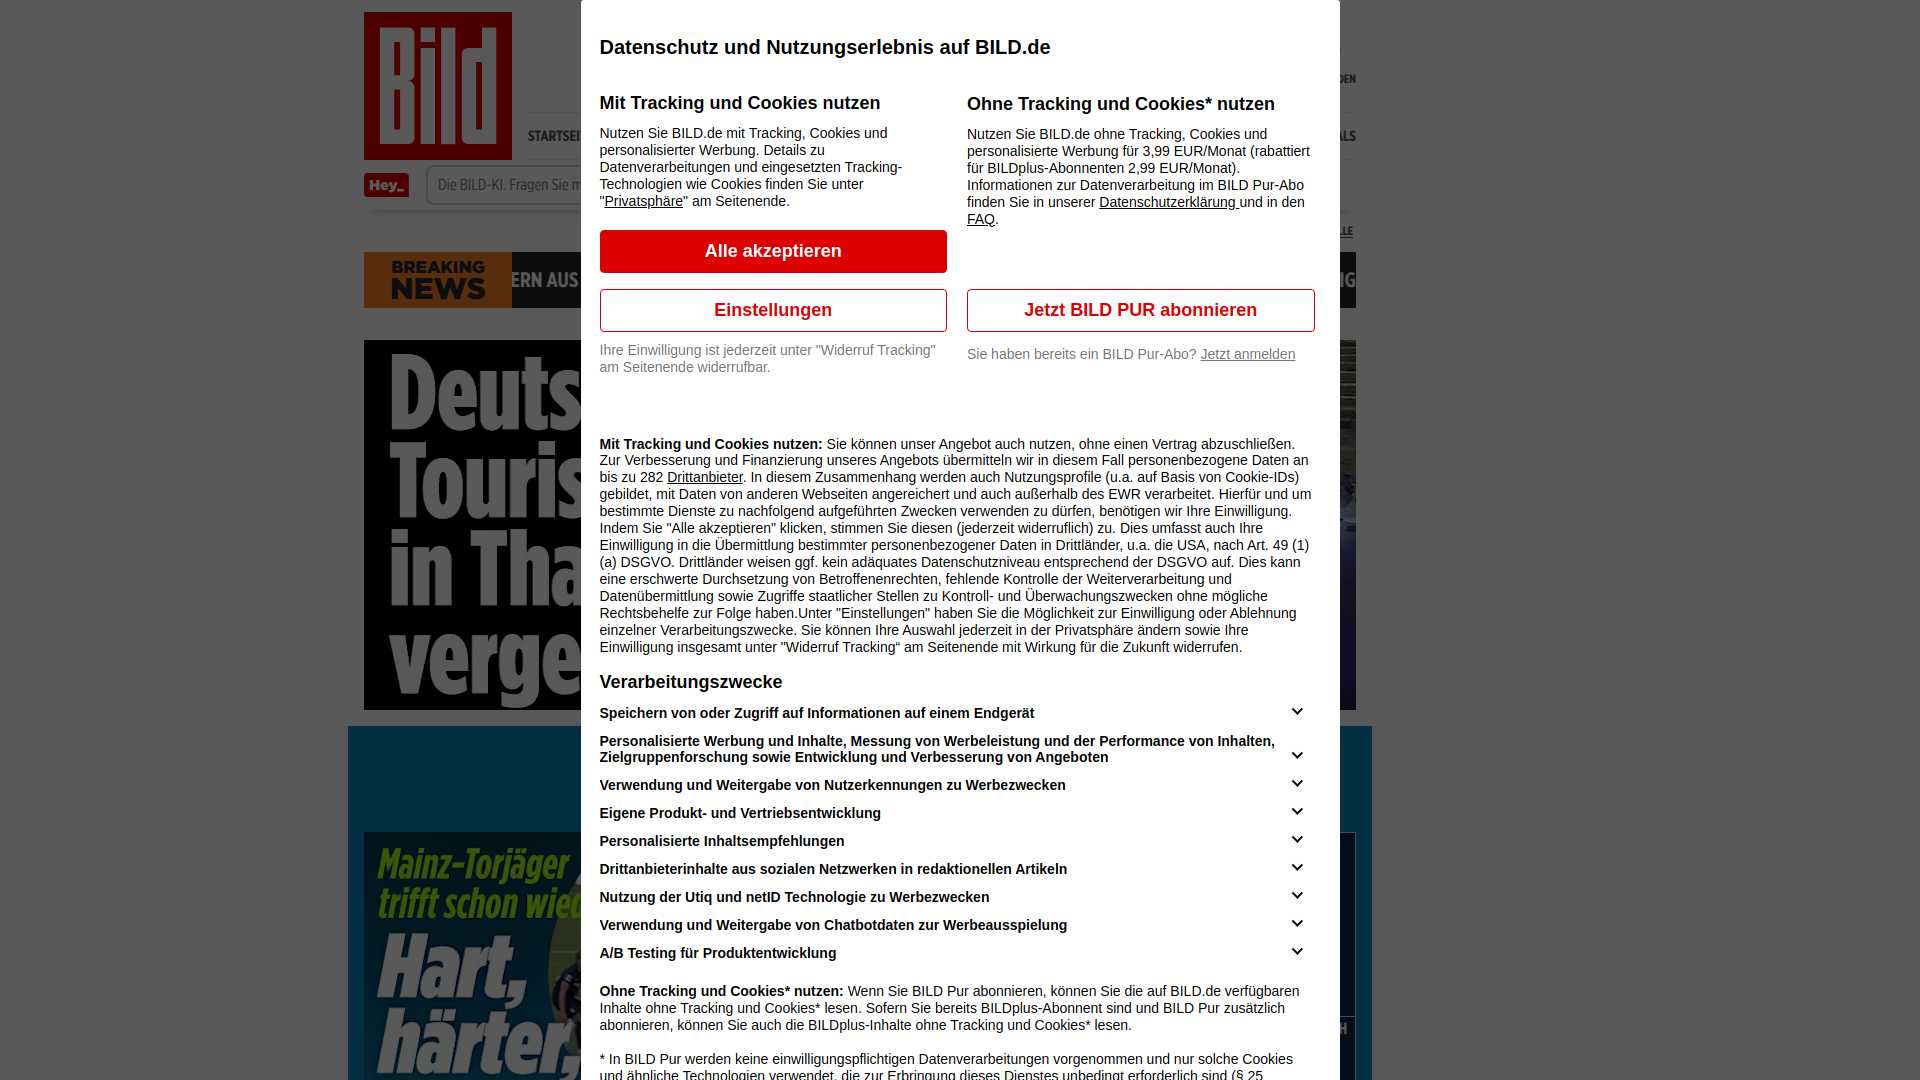 Bild
STARTSEI
Hey_
Die BILD-KI. Fragen Sie m
BREAKING
NEWS
ERN AUS
Deuts
Touris
in Tha
verge
Mainz-Torjäger
trifft schon wied
Hart,
härter,
Datenschutz und Nutzungserlebnis auf BILD.de
Mit Tracking und Cookies nutzen
Nutzen Sie BILD.de mit Tracking, Cookies und
personalisierter Werbung. Details zu
Datenverarbeitungen und eingesetzten Tracking-
Technologien wie Cookies finden Sie unter
"Privatsphäre" am Seitenende.
Alle akzeptieren
Einstellungen
Ihre Einwilligung ist jederzeit unter "Widerruf Tracking"
am Seitenende widerrufbar.
Ohne Tracking und Cookies* nutzen
Nutzen Sie BILD.de ohne Tracking, Cookies und
personalisierte Werbung für 3,99 EUR/Monat (rabattiert
für BILDplus-Abonnenten 2,99 EUR/Monat).
Informationen zur Datenverarbeitung im BILD Pur-Abo
finden Sie in unserer Datenschutzerklärung und in den
FAQ.
Jetzt BILD PUR abonnieren
Sie haben bereits ein BILD Pur-Abo? Jetzt anmelden
Mit Tracking und Cookies nutzen: Sie können unser Angebot auch nutzen, ohne einen Vertrag abzuschließen.
Zur Verbesserung und Finanzierung unseres Angebots übermitteln wir in diesem Fall personenbezogene Daten an
bis zu 282 Drittanbieter. In diesem Zusammenhang werden auch Nutzungsprofile (u.a. auf Basis von Cookie-IDs)
gebildet, mit Daten von anderen Webseiten angereichert und auch außerhalb des EWR verarbeitet. Hierfür und um
bestimmte Dienste zu nachfolgend aufgeführten Zwecken verwenden zu dürfen, benötigen wir Ihre Einwilligung.
Indem Sie "Alle akzeptieren" klicken, stimmen Sie diesen (jederzeit widerruflich) zu. Dies umfasst auch Ihre
Einwilligung in die Übermittlung bestimmter personenbezogener Daten in Drittländer, u.a. die USA, nach Art. 49 (1)
(a) DSGVO. Drittländer weisen ggf. kein adäquates Datenschutzniveau entsprechend der DSGVO auf. Dies kann
eine erschwerte Durchsetzung von Betroffenenrechten, fehlende Kontrolle der Weiterverarbeitung und
Datenübermittlung sowie Zugriffe staatlicher Stellen zu Kontroll- und Überwachungszwecken ohne mögliche
Rechtsbehelfe zur Folge haben.Unter "Einstellungen" haben Sie die Möglichkeit zur Einwilligung oder Ablehnung
einzelner Verarbeitungszwecke. Sie können Ihre Auswahl jederzeit in der Privatsphäre ändern sowie Ihre
Einwilligung insgesamt unter "Widerruf Tracking“ am Seitenende mit Wirkung für die Zukunft widerrufen.
Verarbeitungszwecke
Speichern von oder Zugriff auf Informationen auf einem Endgerät
Personalisierte Werbung und Inhalte, Messung von Werbeleistung und der Performance von Inhalten,
Zielgruppenforschung sowie Entwicklung und Verbesserung von Angeboten
Verwendung und Weitergabe von Nutzerkennungen zu Werbezwecken
Eigene Produkt- und Vertriebsentwicklung
Personalisierte Inhaltsempfehlungen
Drittanbieterinhalte aus sozialen Netzwerken in redaktionellen Artikeln
Nutzung der Utiq und netID Technologie zu Werbezwecken
Verwendung und Weitergabe von Chatbotdaten zur Werbeausspielung
A/B Testing für Produktentwicklung
Ohne Tracking und Cookies* nutzen: Wenn Sie BILD Pur abonnieren, können Sie die auf BILD.de verfügbaren
Inhalte ohne Tracking und Cookies* lesen. Sofern Sie bereits BILDplus-Abonnent sind und BILD Pur zusätzlich
abonnieren, können Sie auch die BILDplus-Inhalte ohne Tracking und Cookies* lesen.
* In BILD Pur werden keine einwilligungspflichtigen Datenverarbeitungen vorgenommen und nur solche Cookies
und ähnliche Technologien verwendet, die zur Erbringung dieses Dienstes unbedingt erforderlich sind (§ 25